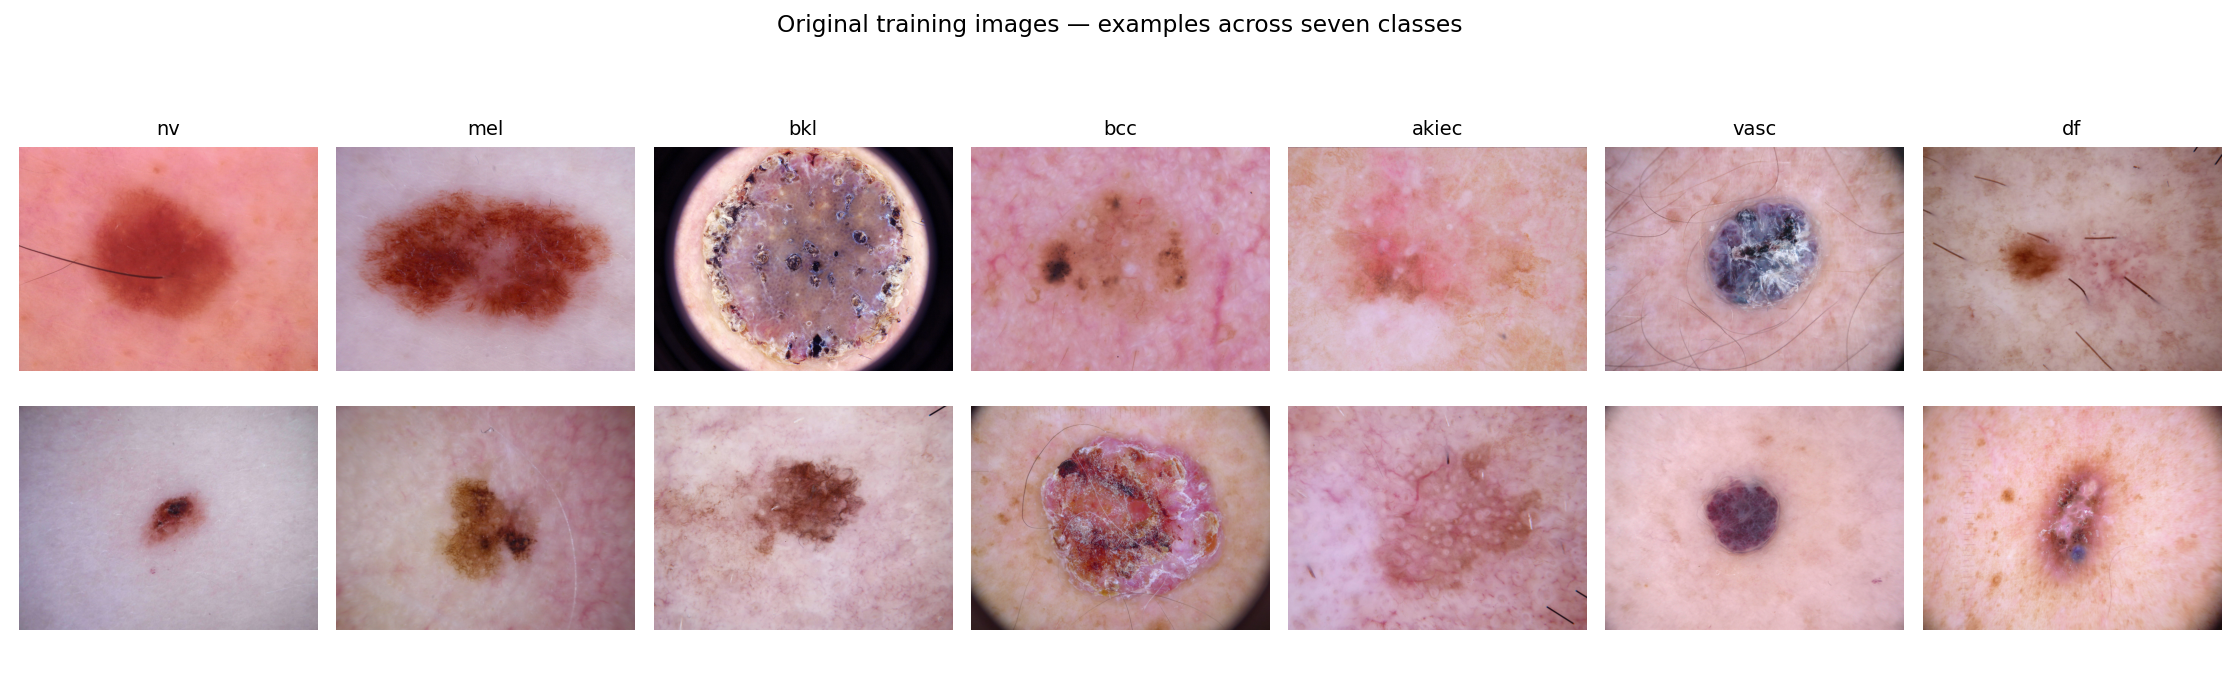 Original training images — examples across seven classes
nv mel bkl bcc akiec vasc df